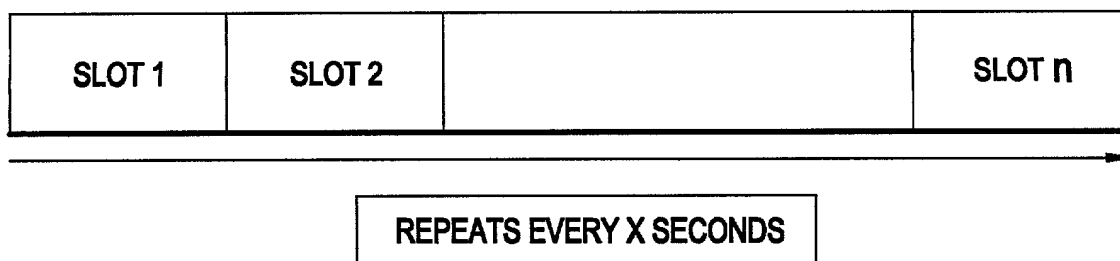 SLOT 1
SLOT 2
SLOT n
REPEATS EVERY X SECONDS